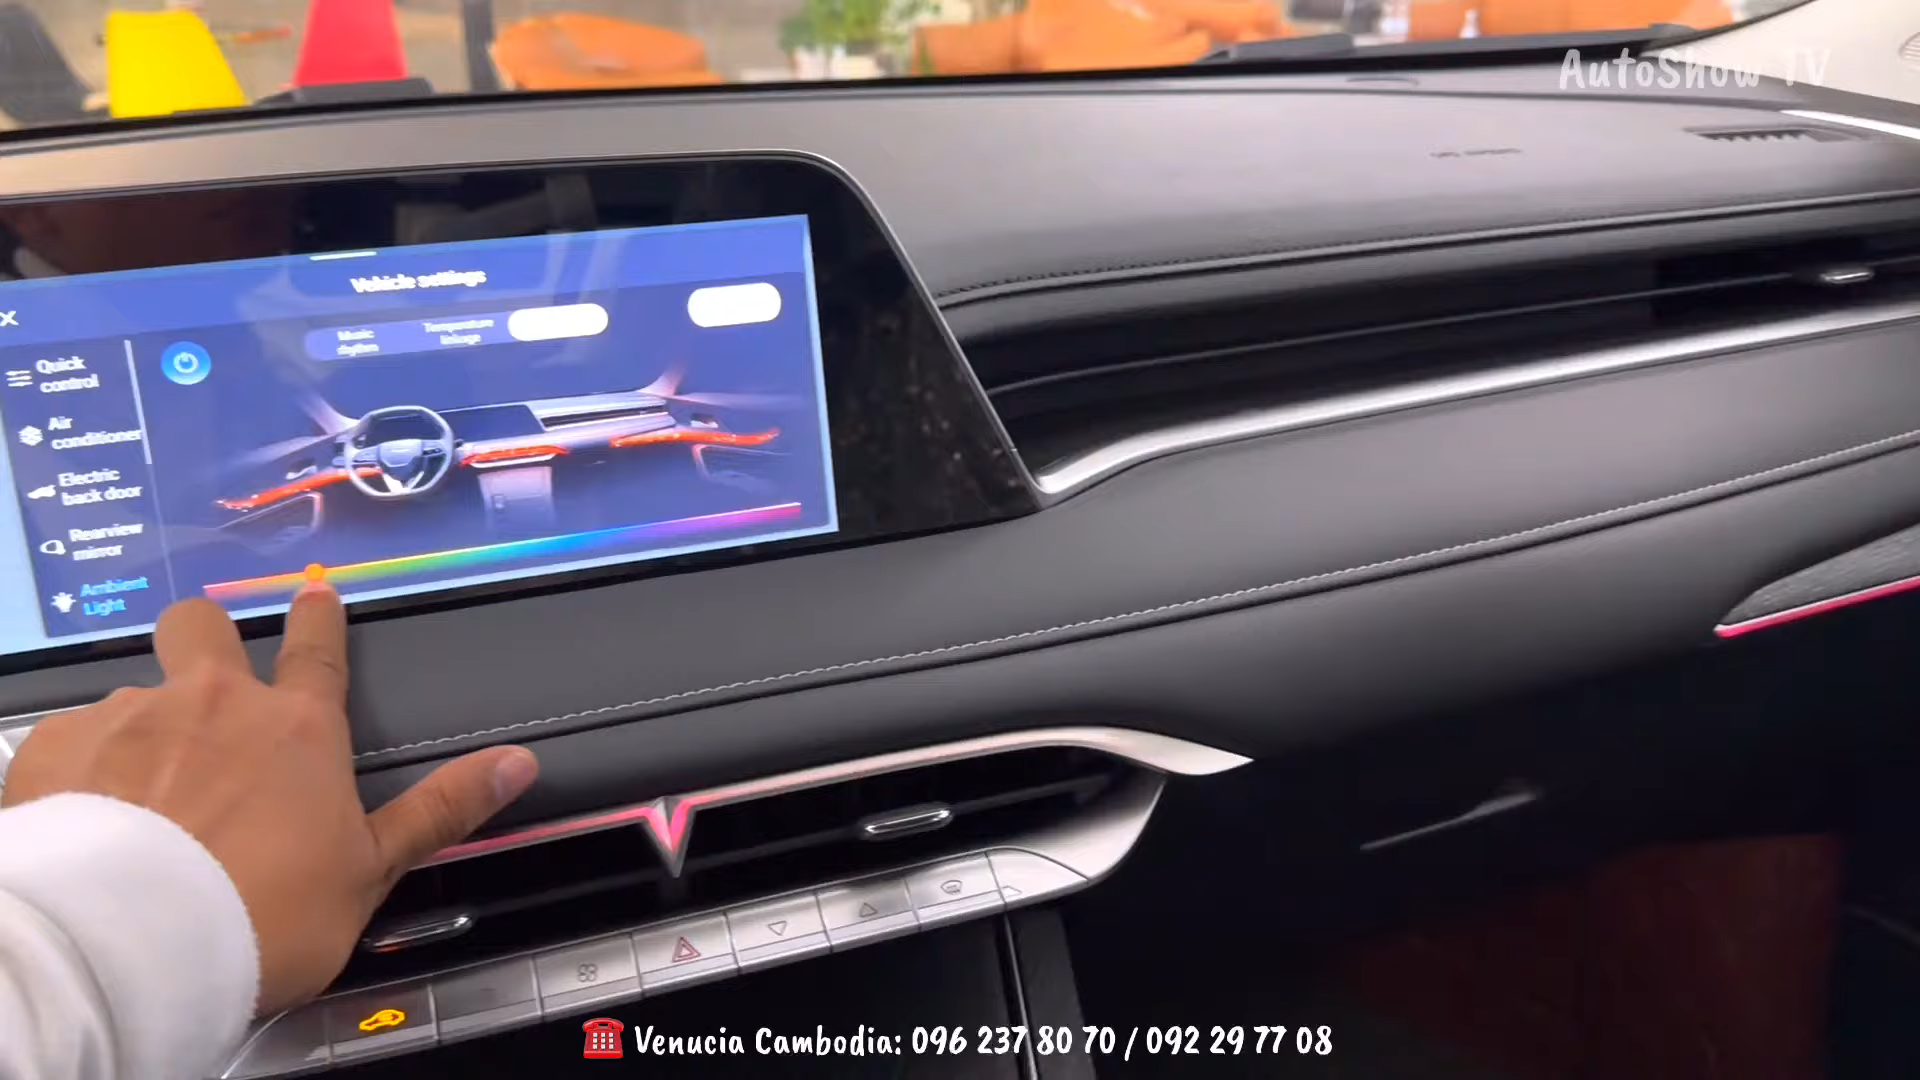 AutoShow TV
Vehicle settings
X
Music
rhythm
Temperature
linkage
Quick
control
Air
conditioner
Electric
back door
Rearview
mirror
Ambient
Light
☎ Venucia Cambodia: 096 237 80 70 / 092 29 77 08